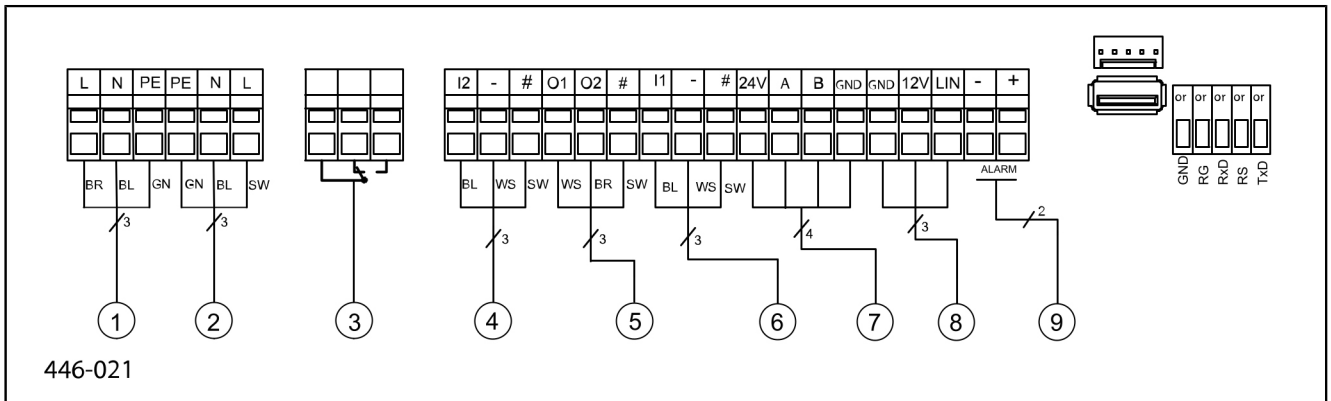 L N PE PE N L
I2 - # O1 O2 # I1 - # 24V A B GND GND 12V LIN - +
or or or or or
BR BL GN GN BL SW
BL WS SW WS BR SW BL WS SW
ALARM
GND RG RxD RS TxD
3 3 3 3 3 4 3 2
1 2 3 4 5 6 7 8 9
446-021